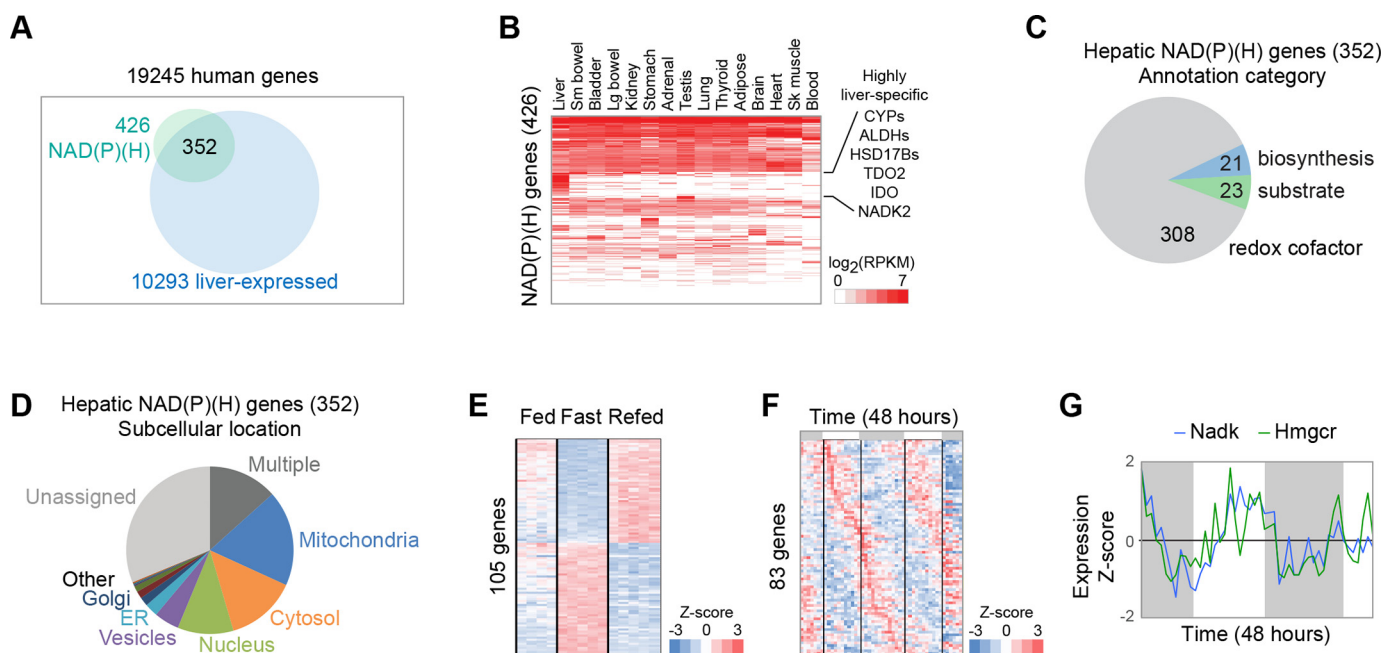 A
19245 human genes
426
NAD(P)(H)
352
10293 liver-expressed
B
NAD(P)(H) genes (426)
Liver
Sm bowel
Bladder
Lg bowel
Kidney
Stomach
Adrenal
Testis
Lung
Thyroid
Adipose
Brain
Heart
Sk muscle
Blood
Highly
liver-specific
CYPs
ALDHs
HSD17Bs
TDO2
IDO
NADK2
log2(RPKM)
0 7
C
Hepatic NAD(P)(H) genes (352)
Annotation category
21 biosynthesis
23 substrate
308
redox cofactor
D
Hepatic NAD(P)(H) genes (352)
Subcellular location
Multiple
Unassigned
Mitochondria
Other
Golgi
ER
Cytosol
Vesicles
Nucleus
E
Fed Fast Refed
105 genes
Z-score
-3 0 3
F
Time (48 hours)
83 genes
Z-score
-3 0 3
G
Nadk Hmgcr
Expression
Z-score
2
0
-2
Time (48 hours)